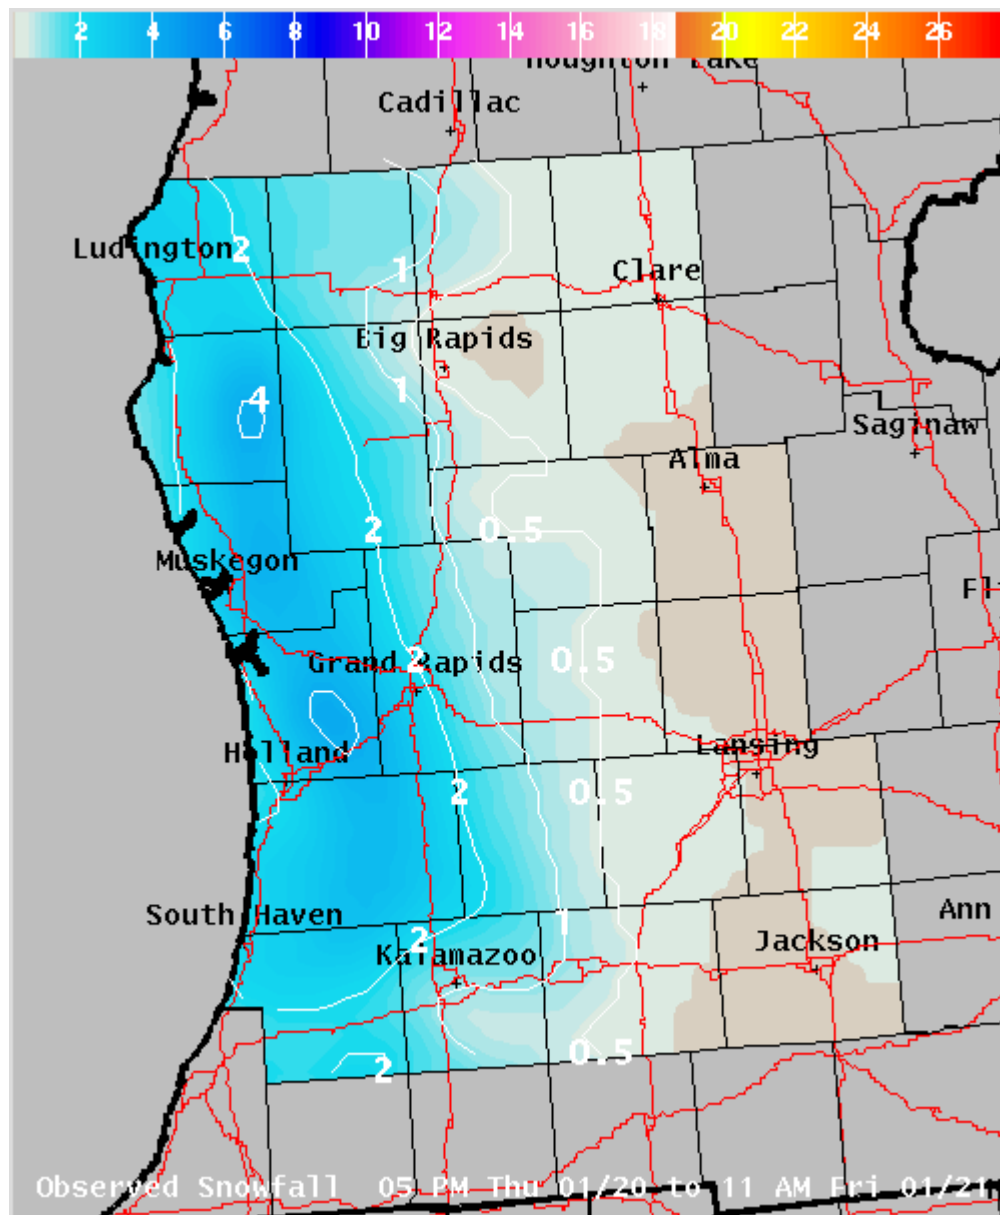 2 4 6 8 10 12 14 16 18 20 22 24 26
Houghton Lake
Cadillac
Ludington 2
1 Clare
Big Rapids
4 1
Saginaw
Alma
2 0.5
Muskegon
Fl
Grand Rapids 2 0.5
Lansing
Holland
2 0.5
South Haven 1 Ann
2 Jackson
Kalamazoo
0.5
2
Observed Snowfall 05 PM Thu 01/20 to 11 AM Fri 01/21